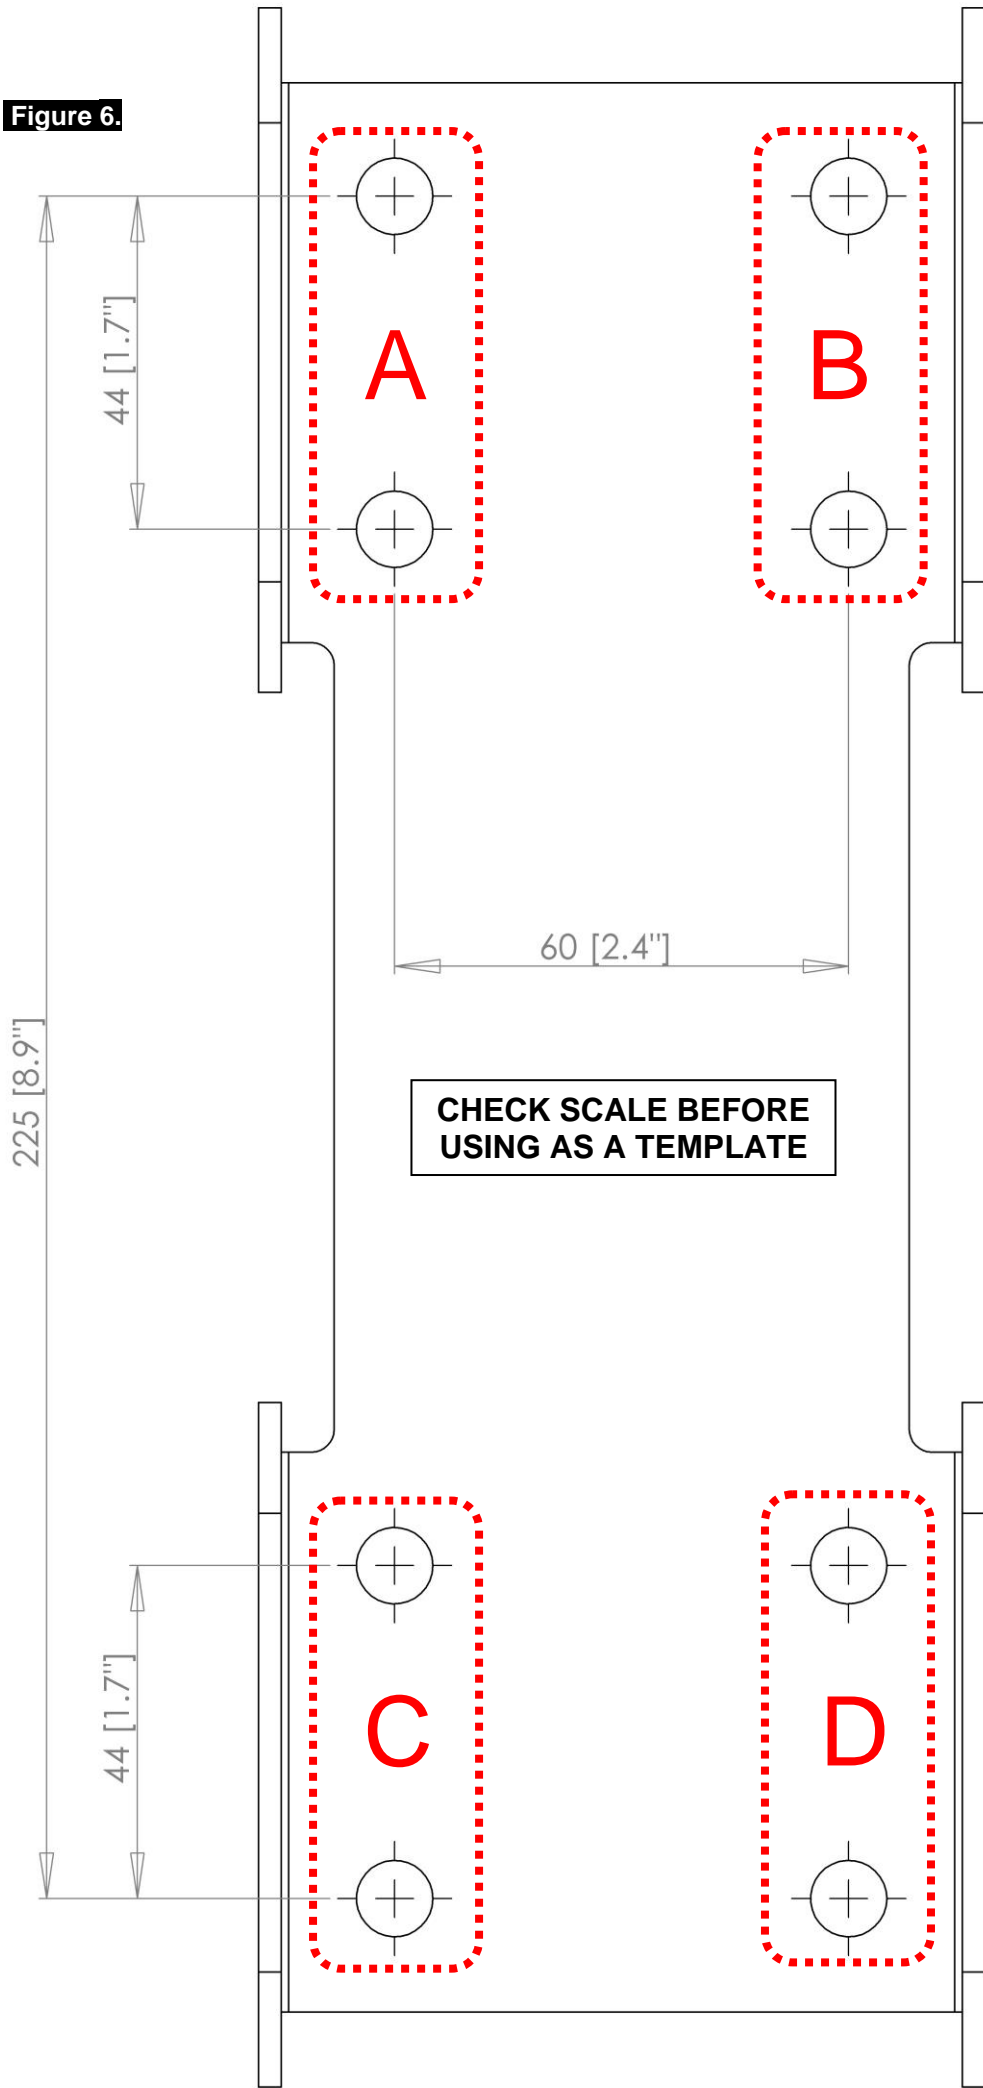 Figure 6.
44 [1.7"]
A
B
60 [2.4"]
225 [8.9"]
CHECK SCALE BEFORE
USING AS A TEMPLATE
44 [1.7"]
C
D